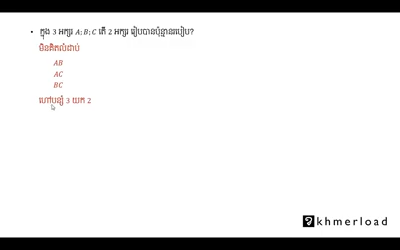 • ក្នុង 3 អក្សរ A; B; C តើ 2 អក្សរ រៀបបានប៉ុន្មានរបៀប?
មិនគិតលំដាប់
AB
AC
BC
ហៅបន្សំ 3 យក 2
khmerload